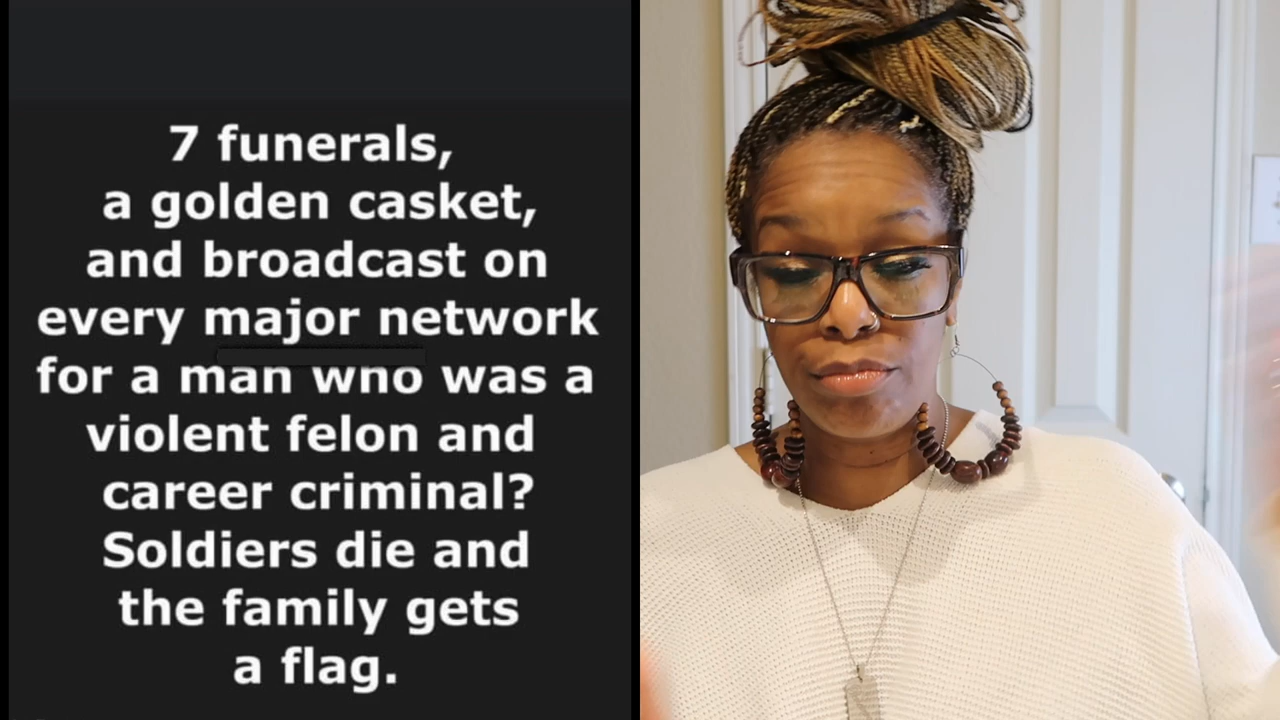 7 funerals,
a golden casket,
and broadcast on
every major network
for a man who was a
violent felon and
career criminal?
Soldiers die and
the family gets
a flag.